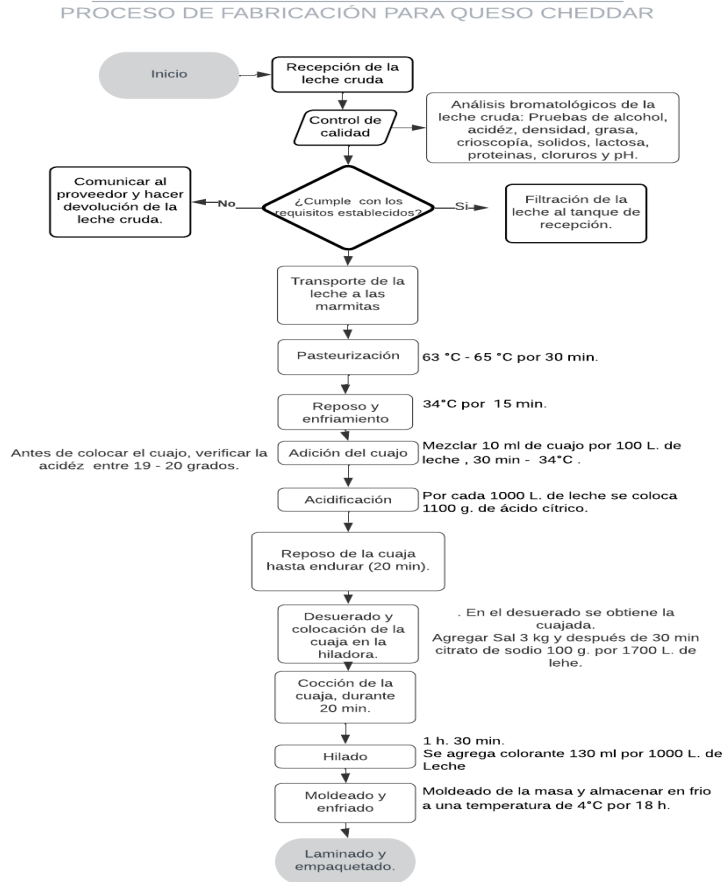 PROCESO DE FABRICACIÓN PARA QUESO CHEDDAR
Inicio
Recepción de la
leche cruda
Control de
calidad
Análisis bromatológicos de la
leche cruda: Pruebas de alcohol,
acidéz, densidad, grasa,
crioscopía, solidos, lactosa,
proteinas, cloruros y pH.
Comunicar al
proveedor y hacer
devolución de la
leche cruda.
No
¿Cumple con los
requisitos establecidos?
Si
Filtración de la
leche al tanque de
recepción.
Transporte de la
leche a las
marmitas
Pasteurización
63 °C - 65 °C por 30 min.
Reposo y
enfriamiento
34°C por 15 min.
Antes de colocar el cuajo, verificar la
acidéz entre 19 - 20 grados.
Adición del cuajo
Mezclar 10 ml de cuajo por 100 L. de
leche , 30 min - 34°C .
Acidificación
Por cada 1000 L. de leche se coloca
1100 g. de ácido cítrico.
Reposo de la cuaja
hasta endurar (20 min).
Desuerado y
colocación de la
cuaja en la
hiladora.
. En el desuerado se obtiene la
cuajada.
Agregar Sal 3 kg y después de 30 min
citrato de sodio 100 g. por 1700 L. de
lehe.
Cocción de la
cuaja, durante
20 min.
Hilado
1 h. 30 min.
Se agrega colorante 130 ml por 1000 L. de
Leche
Moldeado y
enfriado
Moldeado de la masa y almacenar en frio
a una temperatura de 4°C por 18 h.
Laminado y
empaquetado.